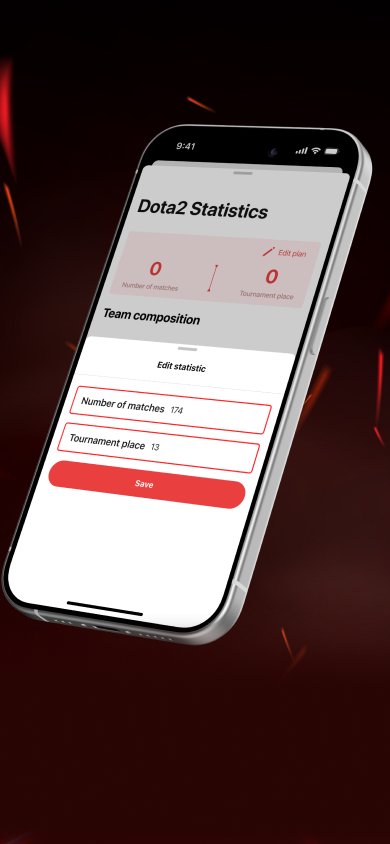 9:41
Dota2 Statistics
Edit plan
0
0
Number of matches
Tournament place
Team composition
Edit statistic
Number of matches 174
Tournament place 13
Save